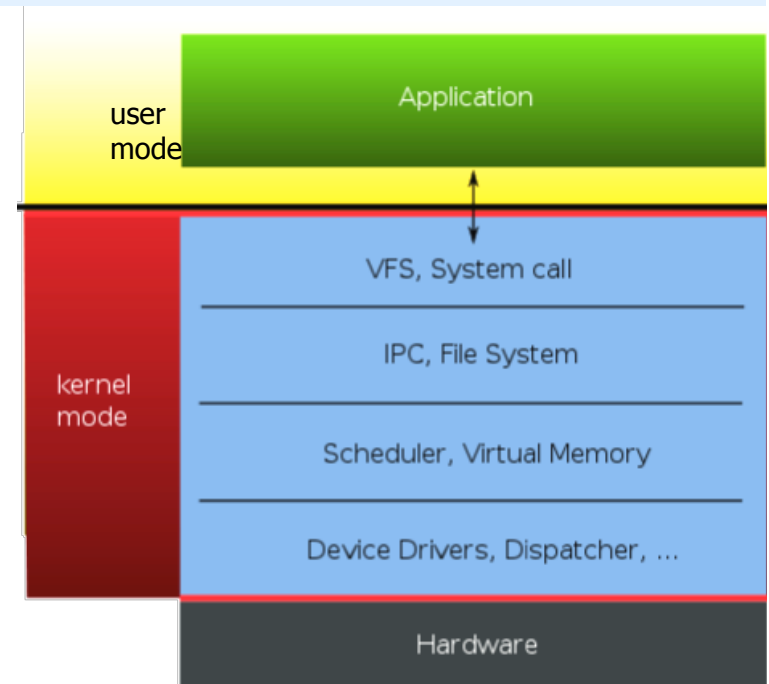 Application
user
mode
VFS, System call
IPC, File System
kernel
mode
Scheduler, Virtual Memory
Device Drivers, Dispatcher, ...
Hardware